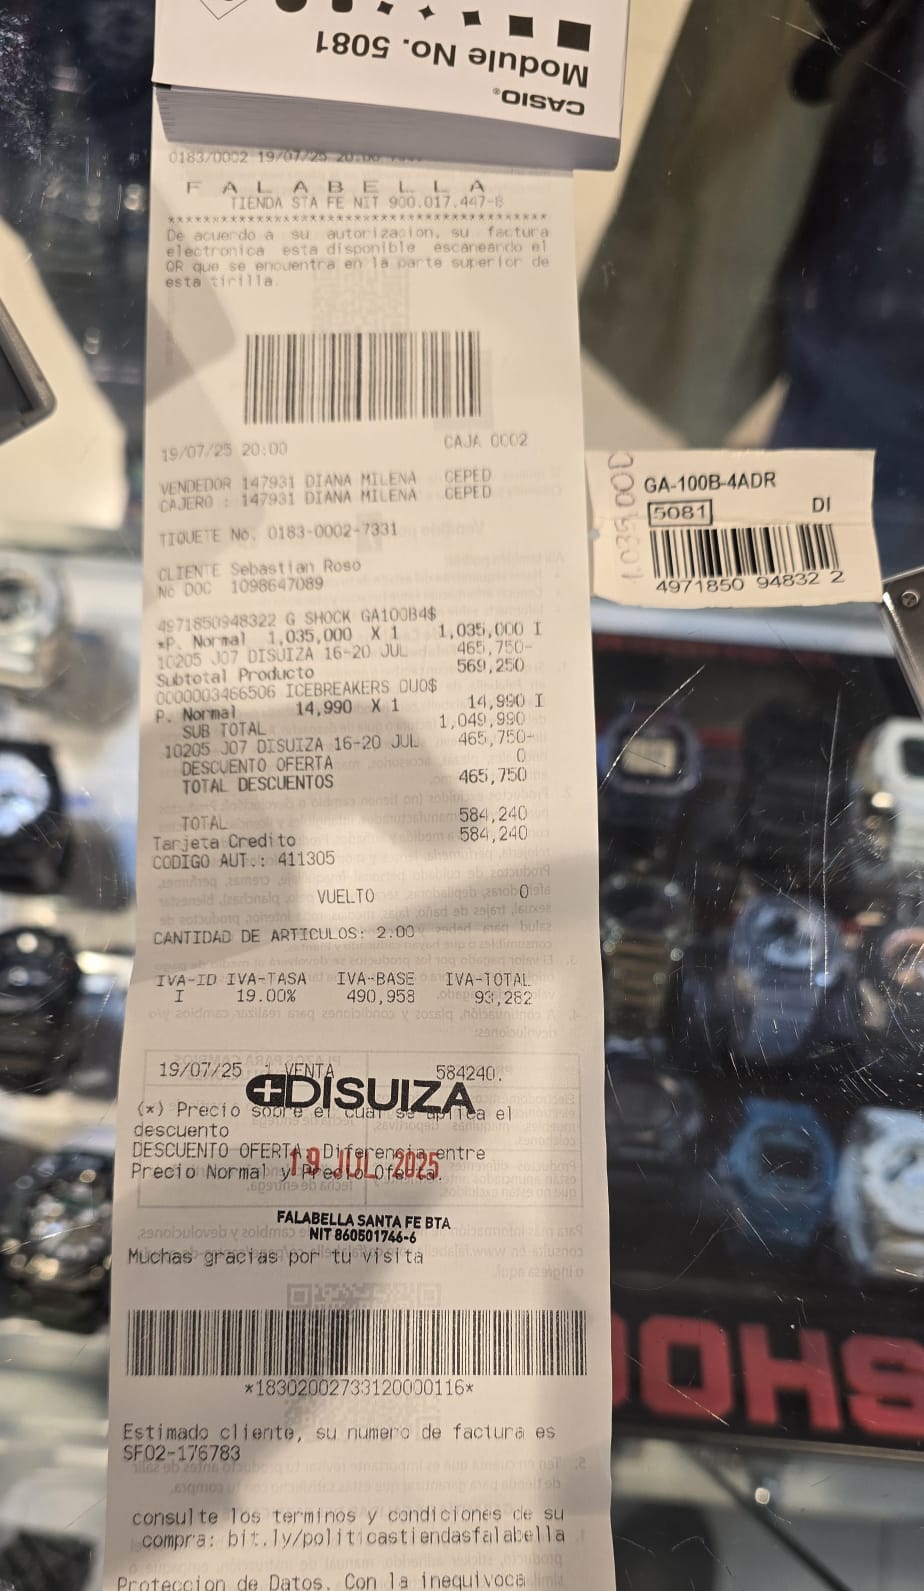 Module No. 5081
CASIO®
0183/0002 19/07/25 20:00
F A L A B E L L A
TIENDA STA FE NIT 900.017.447-8
De acuerdo a su autorizacion, su factura
electronica esta disponible escaneando el
QR que se encuentra en la parte superior de
esta tirilla.
19/07/25 20:00 CAJA 0002
VENDEDOR 147931 DIANA MILENA CEPED
CAJERO : 147931 DIANA MILENA CEPED
TIQUETE No. 0183-0002-7331
CLIENTE Sebastian Roso
No DOC 1098647089
4971850948322 G SHOCK GA100B4$
*P. Normal 1,035,000 X 1 1,035,000 I
10205 J07 DISUIZA 16-20 JUL 465,750-
Subtotal Producto 569,250
0000003466506 ICEBREAKERS DUO$
P. Normal 14,990 X 1 14,990 I
SUB TOTAL 1,049,990
10205 J07 DISUIZA 16-20 JUL 465,750-
DESCUENTO OFERTA 0
TOTAL DESCUENTOS 465,750
TOTAL 584,240
Tarjeta Credito 584,240
CODIGO AUT.: 411305
VUELTO 0
CANTIDAD DE ARTICULOS: 2.00
IVA-ID IVA-TASA IVA-BASE IVA-TOTAL
I 19.00% 490,958 93,282
19/07/25 1 VENTA 584240.
DISUIZA
(*) Precio sobre el cual se aplica el
descuento
DESCUENTO OFERTA: Diferencia entre
Precio Normal y Precio Oferta.
19 JUL 2025
FALABELLA SANTA FE BTA
NIT 860501746-6
Muchas gracias por tu visita
*18302002733120000116*
Estimado cliente, su numero de factura es
SF02-176783
consulte los terminos y condiciones de su
compra: bit.ly/politicastiendasfalabella
Proteccion de Datos. Con la inequivoca
1.035.000
GA-100B-4ADR
5081 DI
4971850 94832 2
SHOC